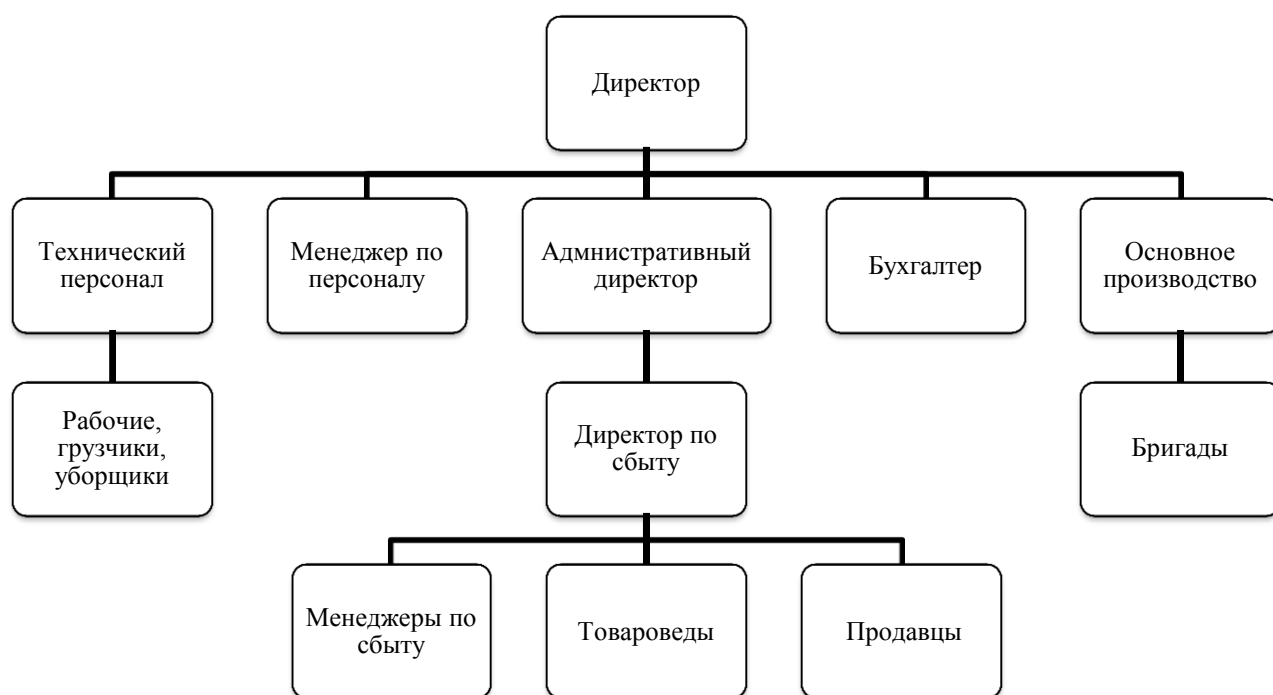 Директор
Технический
персонал
Менеджер по
персоналу
Адмнистративный
директор
Бухгалтер
Основное
производство
Рабочие,
грузчики,
уборщики
Директор по
сбыту
Бригады
Менеджеры по
сбыту
Товароведы
Продавцы